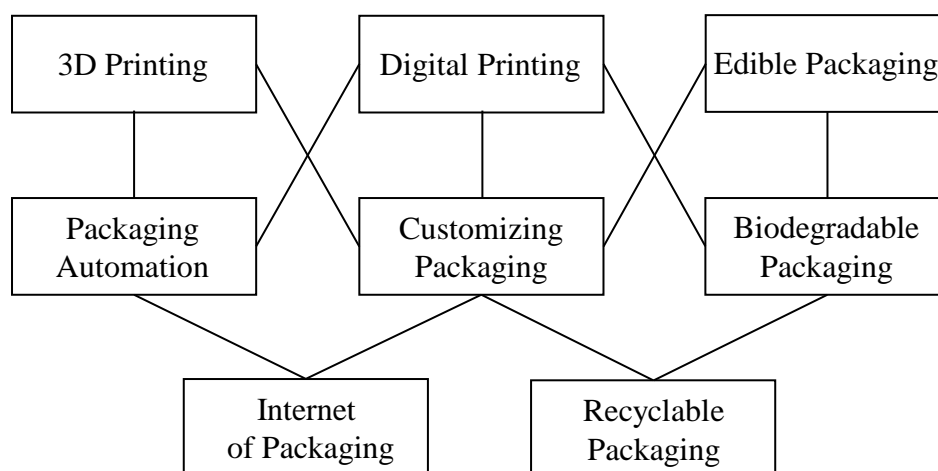 3D Printing
Digital Printing
Edible Packaging
Packaging
Automation
Customizing
Packaging
Biodegradable
Packaging
Internet
of Packaging
Recyclable
Packaging